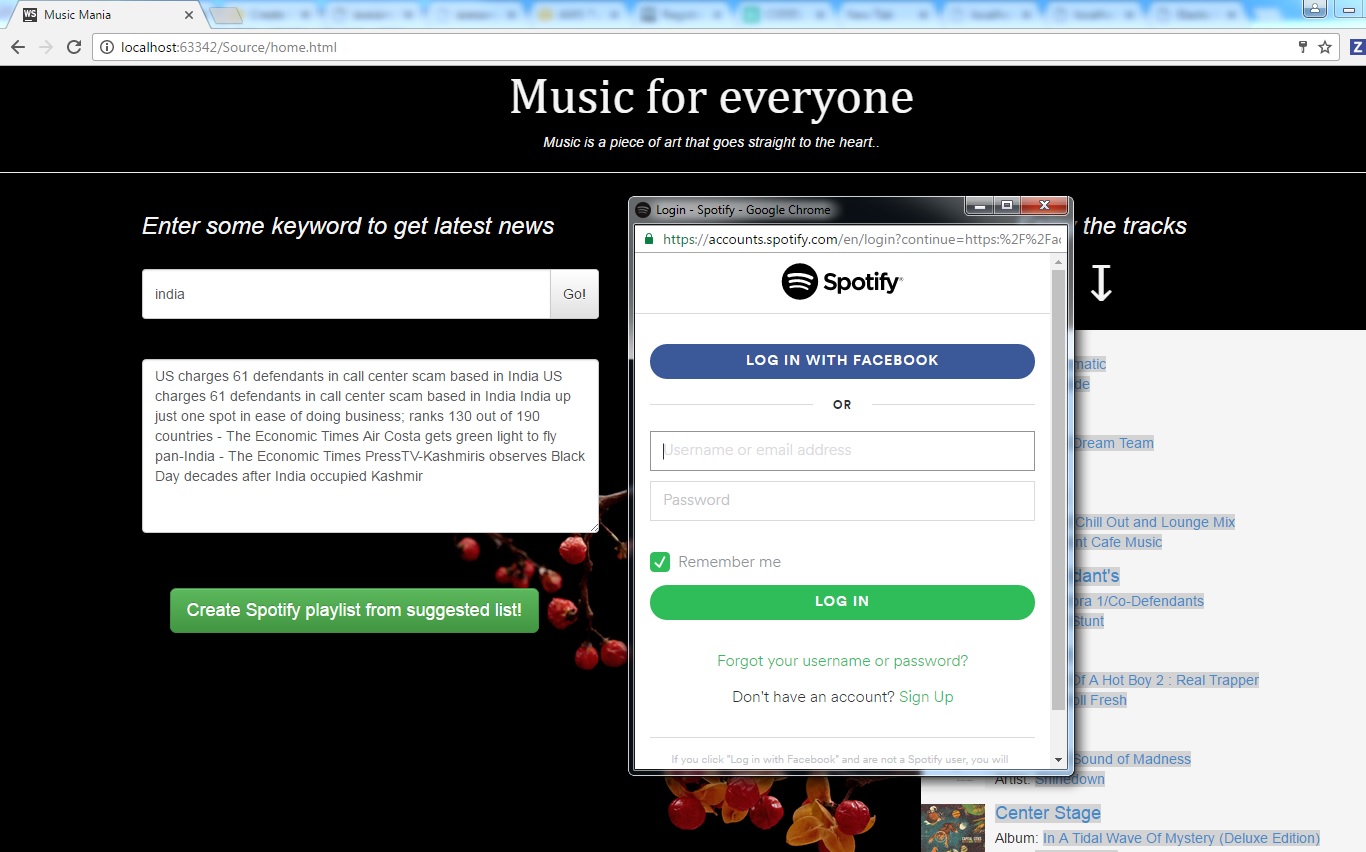 Music Mania
localhost:63342/Source/home.html
Music for everyone
Music is a piece of art that goes straight to the heart..
Enter some keyword to get latest news
india
Go!
US charges 61 defendants in call center scam based in India US
charges 61 defendants in call center scam based in India India up
just one spot in ease of doing business; ranks 130 out of 190
countries - The Economic Times Air Costa gets green light to fly
pan-India - The Economic Times PressTV-Kashmiris observes Black
Day decades after India occupied Kashmir
Create Spotify playlist from suggested list!
Login - Spotify - Google Chrome
https://accounts.spotify.com/en/login?continue=https:%2F%2Fac
Spotify
LOG IN WITH FACEBOOK
OR
Username or email address
Password
Remember me
LOG IN
Forgot your username or password?
Don't have an account? Sign Up
If you click "Log in with Facebook" and are not a Spotify user, you will
the tracks
Dream Team
Chill Out and Lounge Mix
Cafe Music
1/Co-Defendants
Stunt
Of A Hot Boy 2 : Real Trapper
Fresh
Sound of Madness
Artist: Shinedown
Center Stage
Album: In A Tidal Wave Of Mystery (Deluxe Edition)